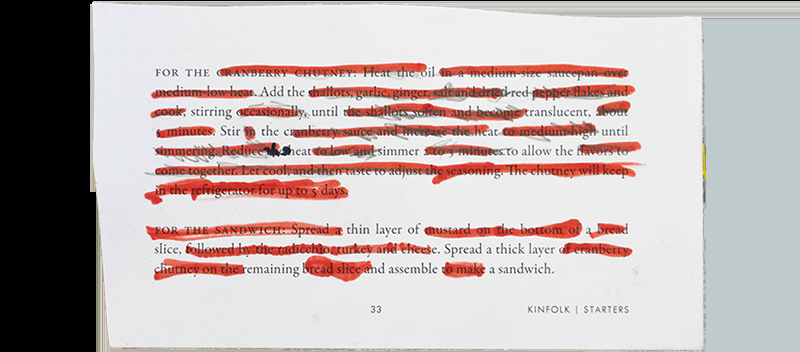 FOR THE CRANBERRY CHUTNEY: Heat the oil in a medium-size saucepan over
medium-low heat. Add the shallots, garlic, ginger, salt and dried red pepper flakes and
cook, stirring occasionally, until the shallots soften and become translucent, about
5 minutes. Stir in the cranberry sauce and increase the heat to medium-high until
simmering. Reduce heat to low and simmer 2 to 3 minutes to allow the flavors to
come together. Let cool, and then taste to adjust the seasoning. The chutney will keep
in the refrigerator for up to 5 days.
FOR THE SANDWICH: Spread a thin layer of mustard on the bottom of a bread
slice, followed by the radicchio, turkey and cheese. Spread a thick layer of cranberry
chutney on the remaining bread slice and assemble to make a sandwich.
33 KINFOLK | STARTERS